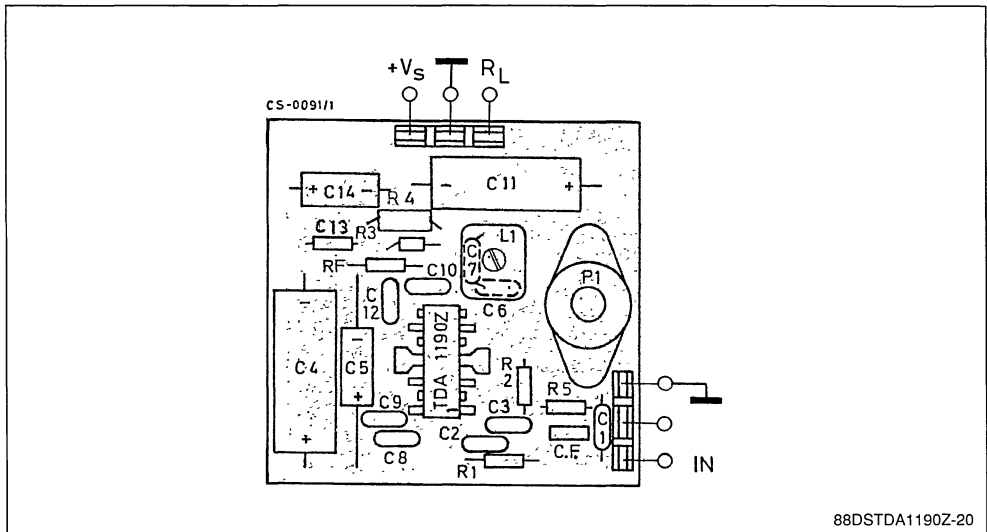 +VS RL
CS-0091/1
+ C14 -
R4
- C11 +
C13
R3
L1
C7
RF
C10
C12
C6
P1
- C4 +
- C5 +
TDA 1190Z
R2
R5
C9
C3
C1
C8
C2
C.F.
R1
IN
88DSTDA1190Z-20